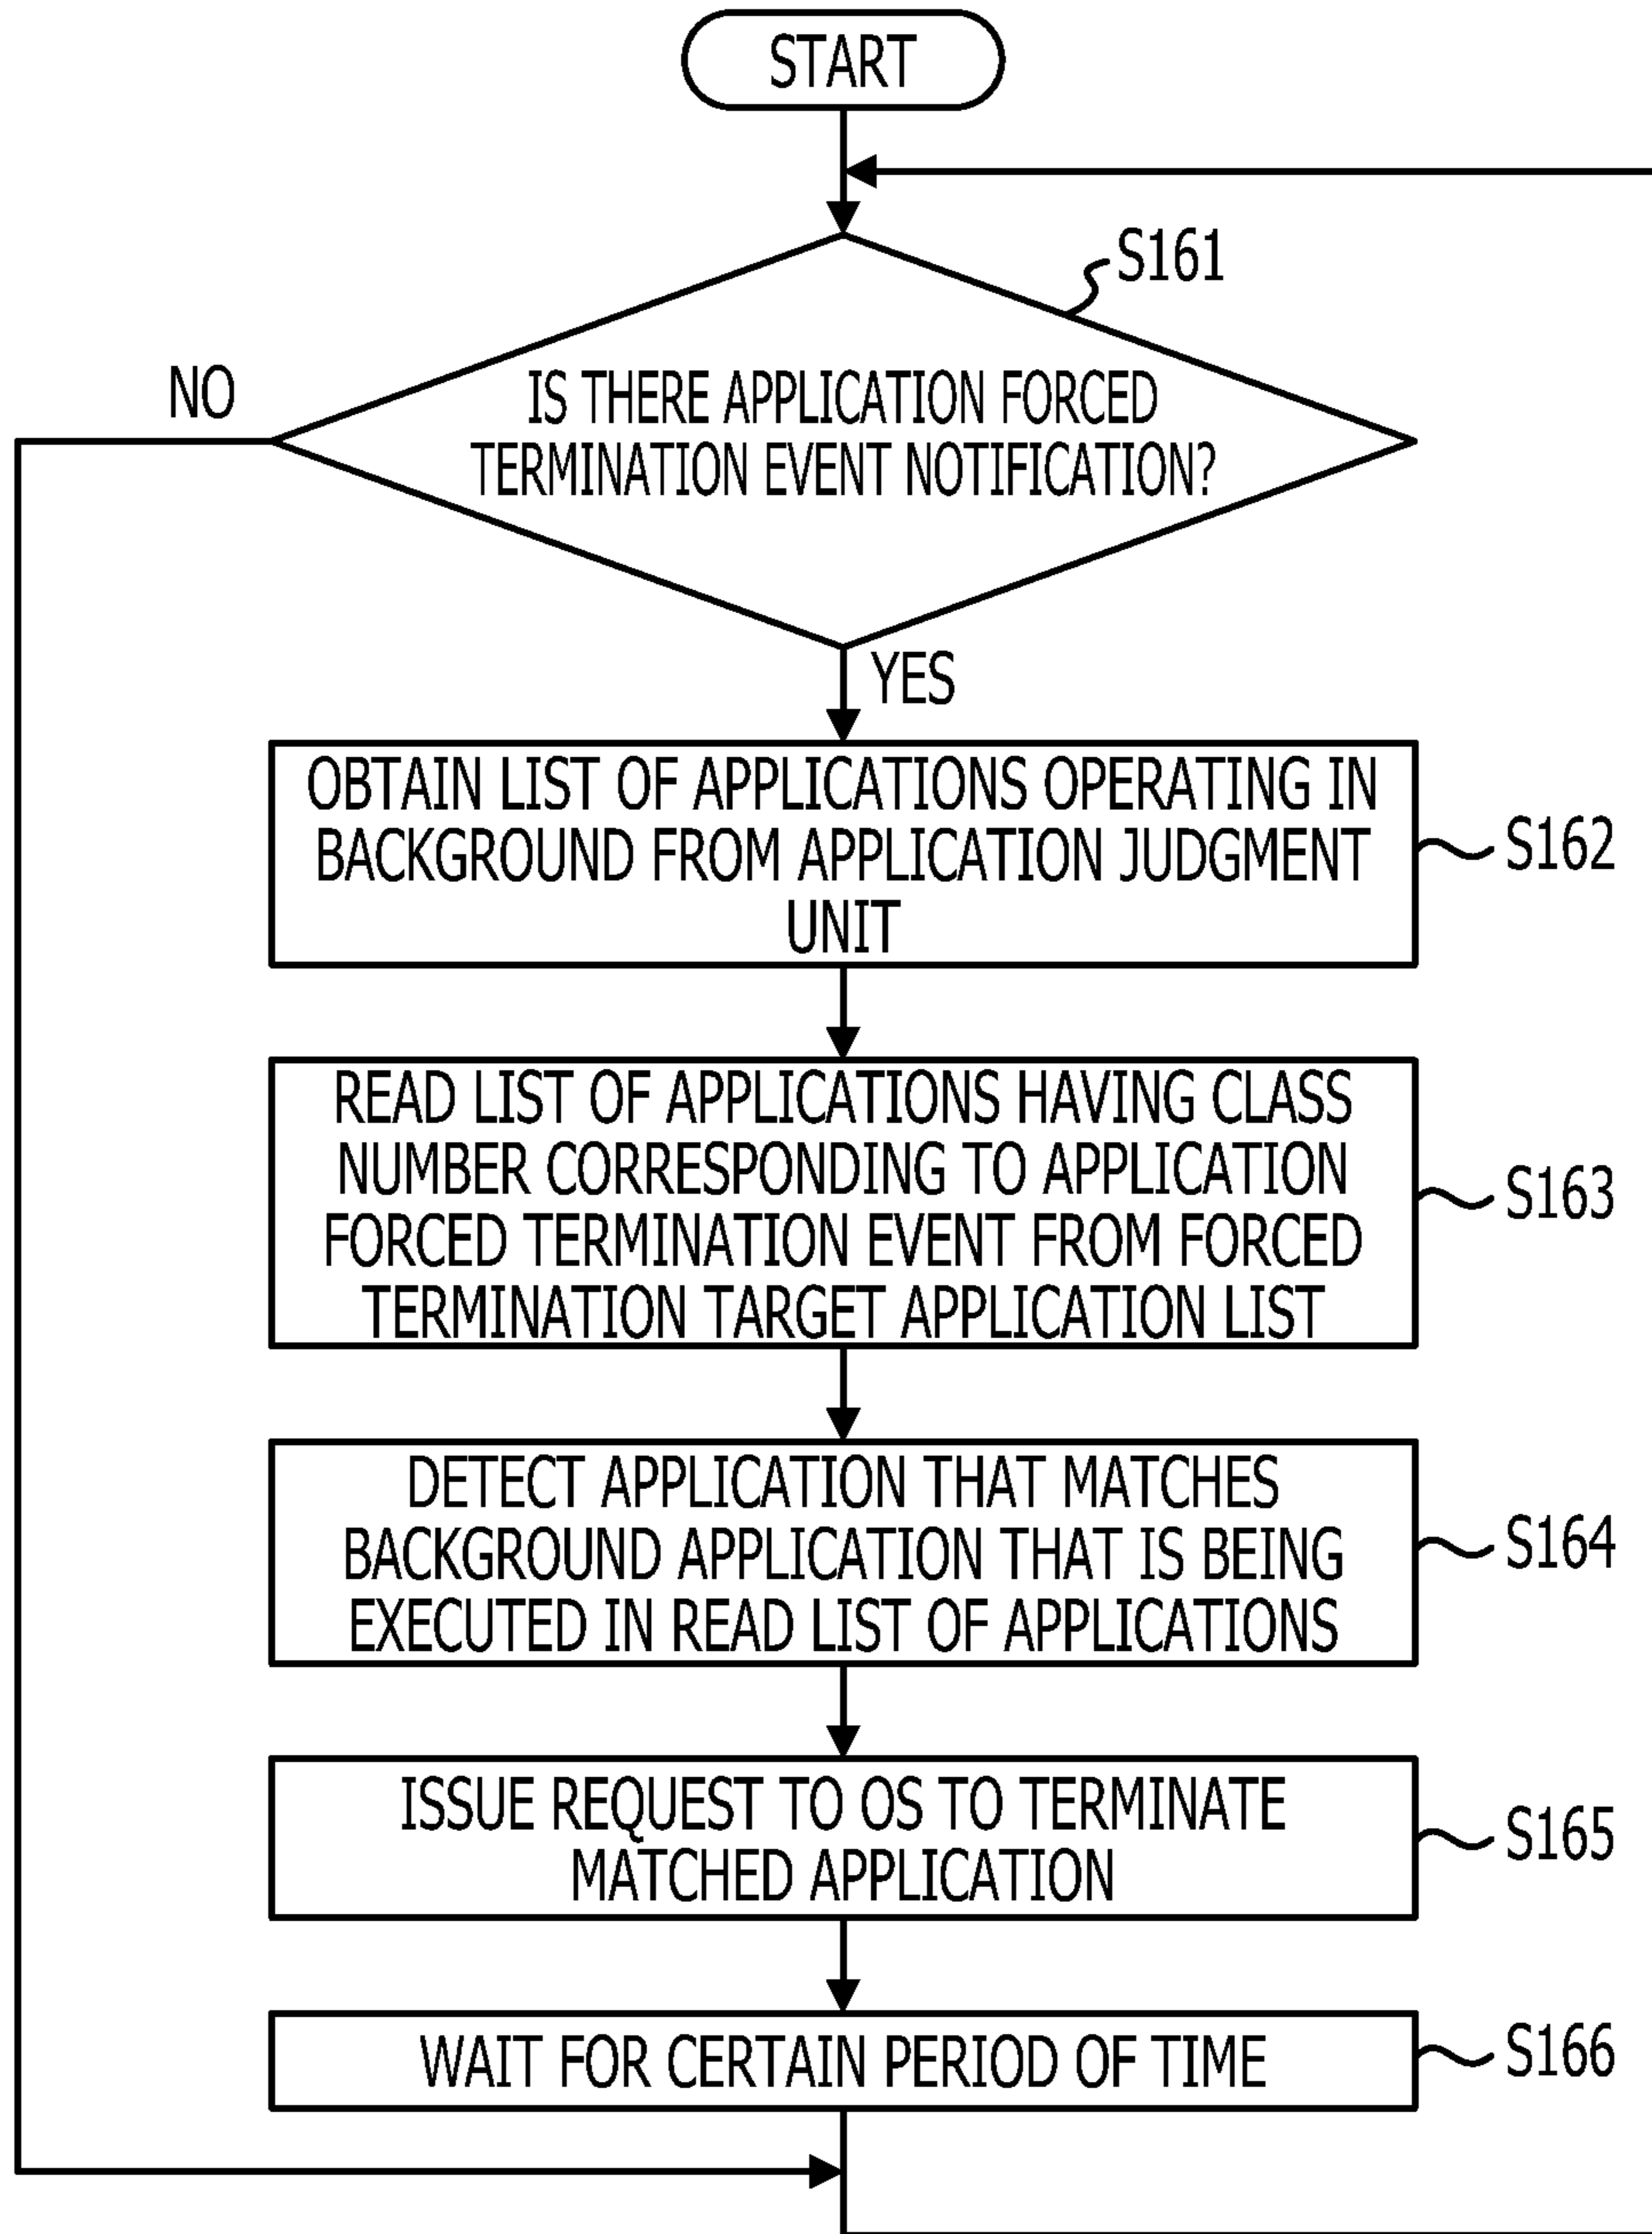 START
S161
NO
IS THERE APPLICATION FORCED
TERMINATION EVENT NOTIFICATION?
YES
OBTAIN LIST OF APPLICATIONS OPERATING IN
BACKGROUND FROM APPLICATION JUDGMENT
UNIT
S162
READ LIST OF APPLICATIONS HAVING CLASS
NUMBER CORRESPONDING TO APPLICATION
FORCED TERMINATION EVENT FROM FORCED
TERMINATION TARGET APPLICATION LIST
S163
DETECT APPLICATION THAT MATCHES
BACKGROUND APPLICATION THAT IS BEING
EXECUTED IN READ LIST OF APPLICATIONS
S164
ISSUE REQUEST TO OS TO TERMINATE
MATCHED APPLICATION
S165
WAIT FOR CERTAIN PERIOD OF TIME
S166